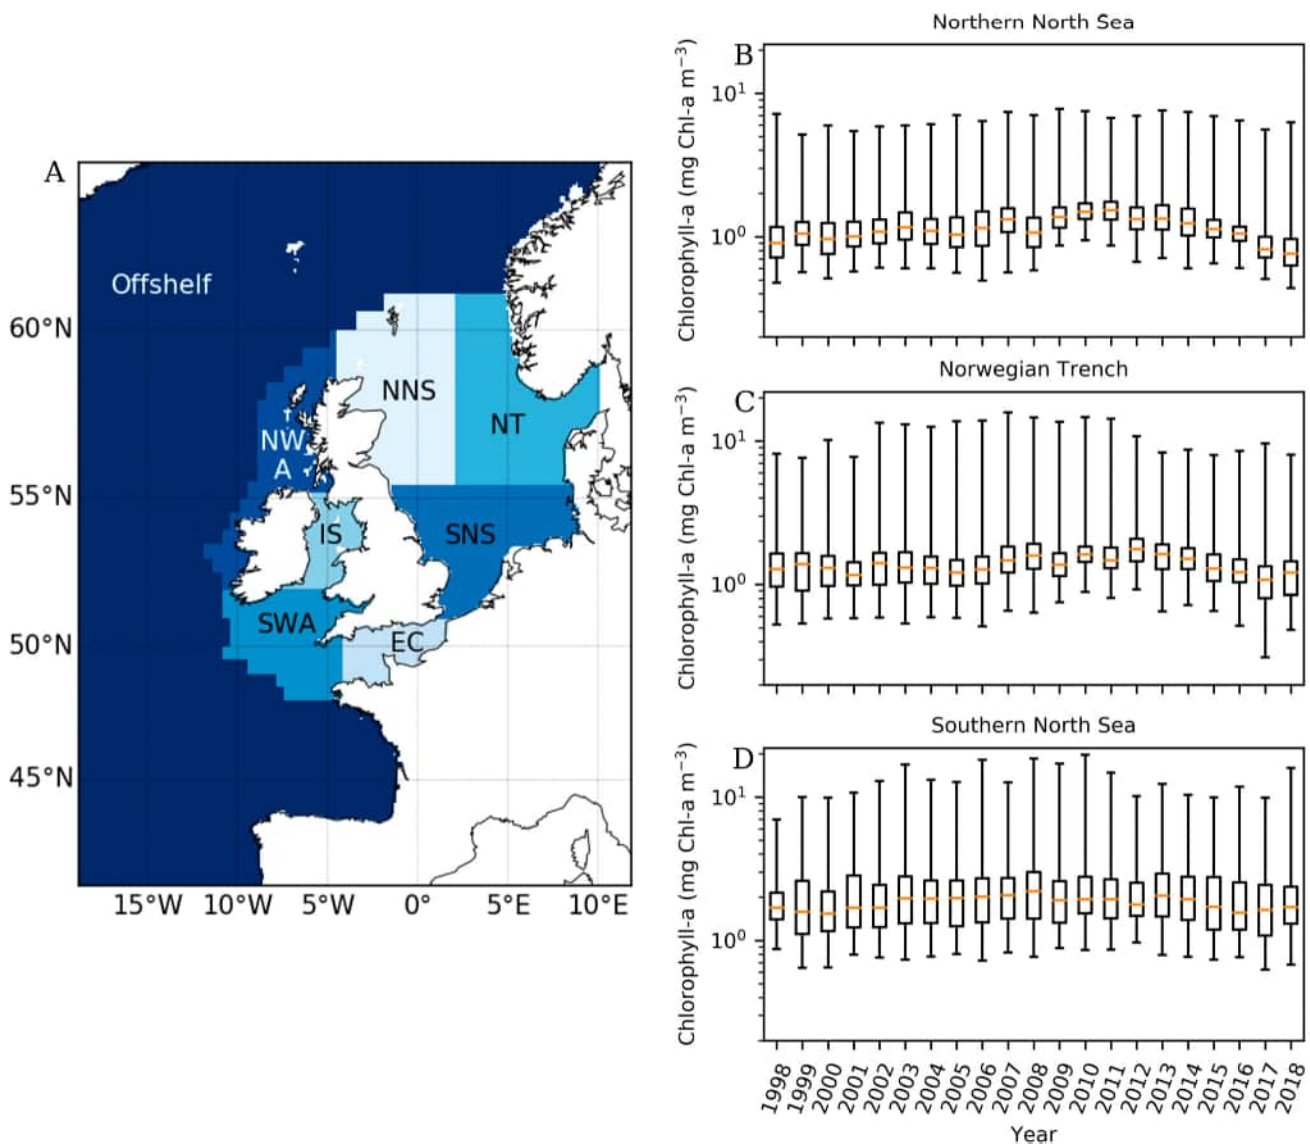 A
Offshelf
60°N
55°N
50°N
45°N
NNS
NT
NW
A
IS
SNS
SWA
EC
15°W 10°W 5°W 0° 5°E 10°E
Northern North Sea
B
Chlorophyll-a (mg Chl-a m⁻³)
10¹
10⁰
Norwegian Trench
C
Chlorophyll-a (mg Chl-a m⁻³)
10¹
10⁰
Southern North Sea
D
Chlorophyll-a (mg Chl-a m⁻³)
10¹
10⁰
1998 1999 2000 2001 2002 2003 2004 2005 2006 2007 2008 2009 2010 2011 2012 2013 2014 2015 2016 2017 2018
Year